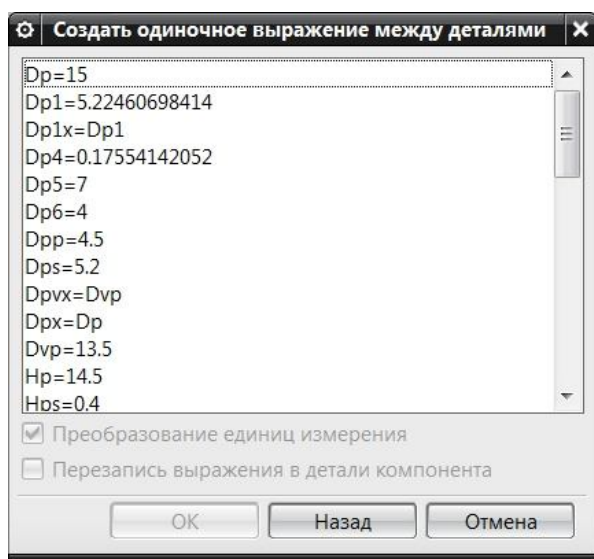 Создать одиночное выражение между деталями
Dp=15
Dp1=5.22460698414
Dp1x=Dp1
Dp4=0.17554142052
Dp5=7
Dp6=4
Dpp=4.5
Dps=5.2
Dpvx=Dvp
Dpx=Dp
Dvp=13.5
Hp=14.5
Hps=0.4
Преобразование единиц измерения
Перезапись выражения в детали компонента
OK Назад Отмена